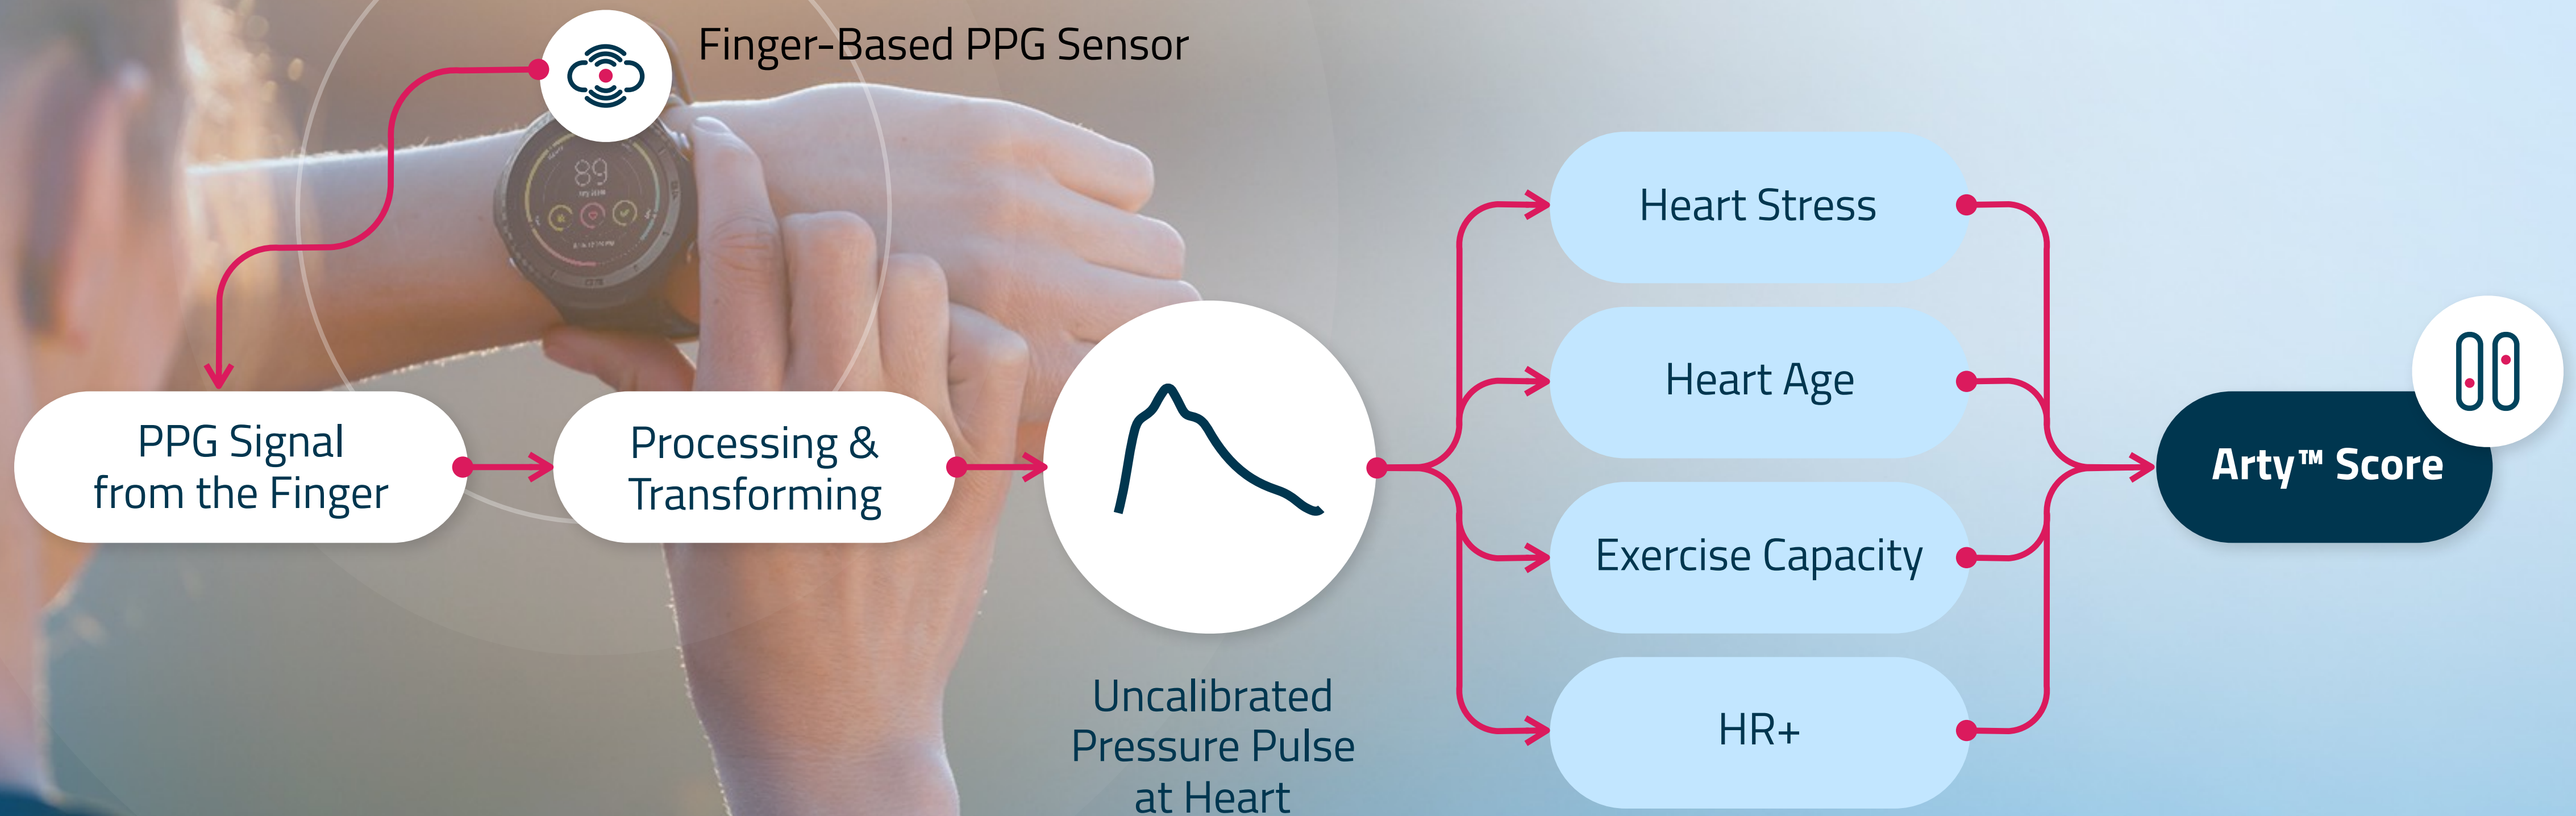 Finger-Based PPG Sensor
89
PPG Signal
from the Finger
Processing &
Transforming
Uncalibrated
Pressure Pulse
at Heart
Heart Stress
Heart Age
Exercise Capacity
HR+
Arty™ Score